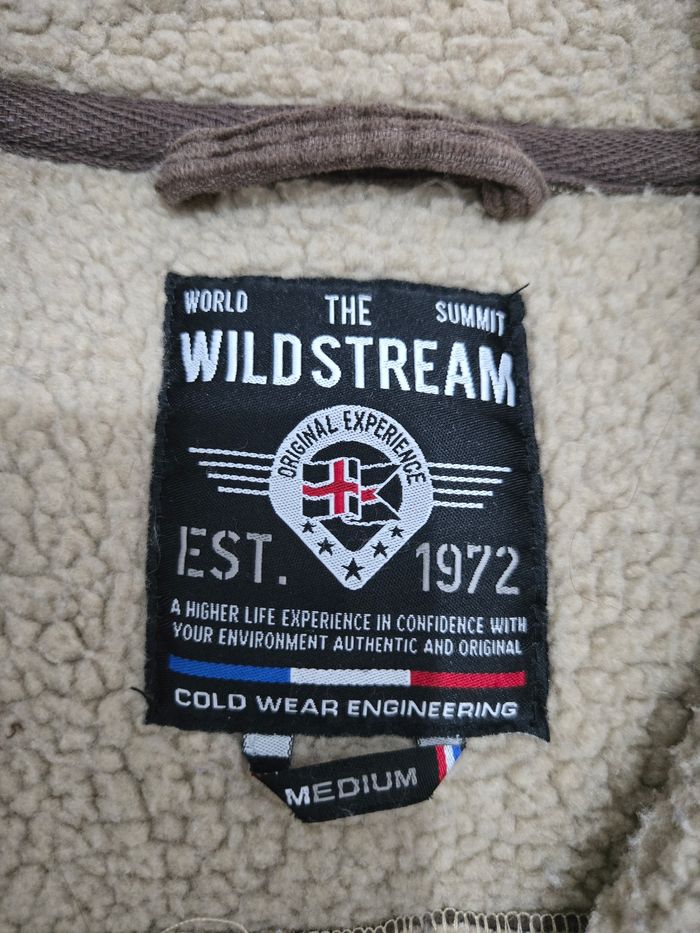 WORLD THE SUMMIT
WILDSTREAM
ORIGINAL EXPERIENCE
EST. 1972
A HIGHER LIFE EXPERIENCE IN CONFIDENCE WITH
YOUR ENVIRONMENT AUTHENTIC AND ORIGINAL
COLD WEAR ENGINEERING
MEDIUM